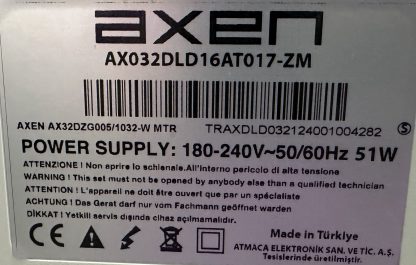 axen
AX032DLD16AT017-ZM
AXEN AX32DZG005/1032-W MTR TRAXDLD032124001004282
POWER SUPPLY: 180-240V~50/60Hz 51W
ATTENZIONE ! Non aprire lo schienale.All'interno pericolo di alta tensione
WARNING ! This set must not be opened by anybody else than a qualified technician
ATTENTION ! L'appareil ne doit être ouvert que par un spécialiste
ACHTUNG ! Das Gerat darf nur vom Fachmann geöffnet warden
DİKKAT ! Yetkili servis dışında cihaz açılmamalıdır.
Made in Türkiye
ATMACA ELEKTRONİK SAN. VE TİC. A.Ş.
Tesislerinde üretilmiştir.